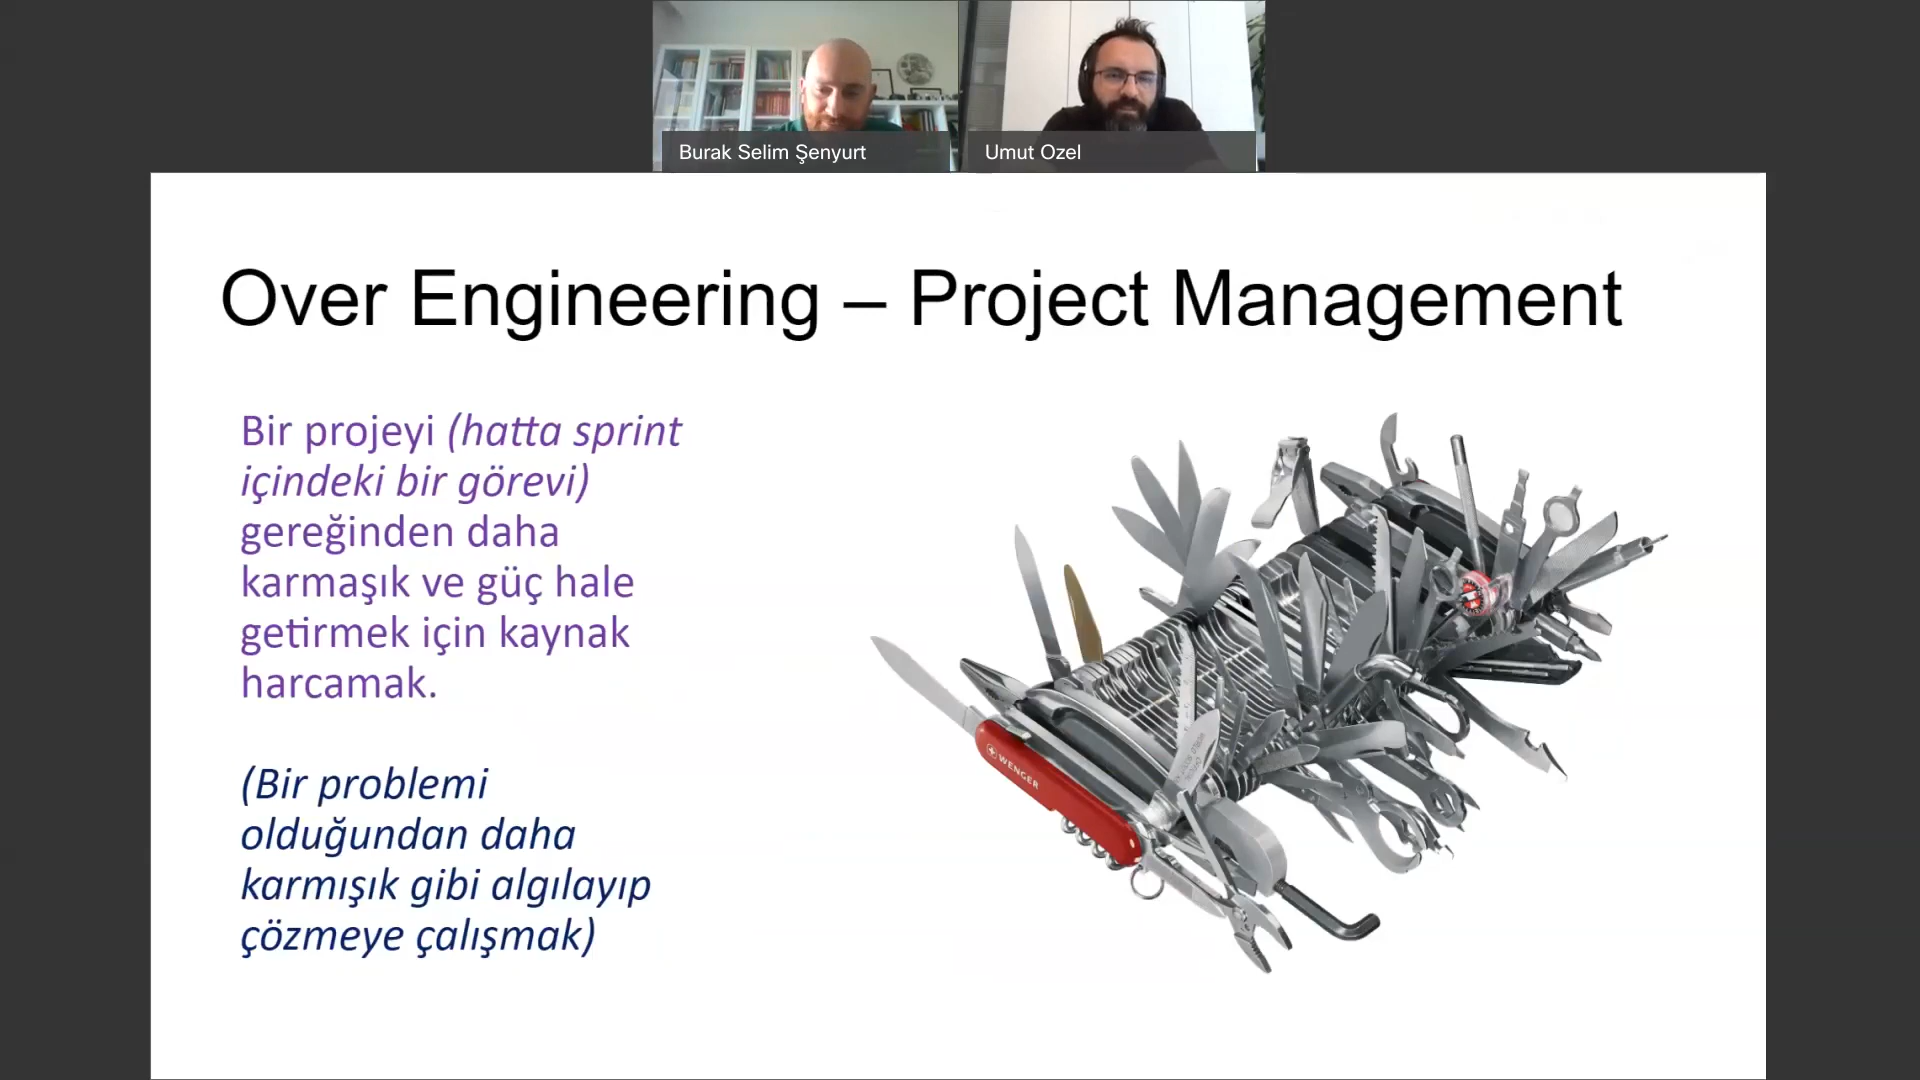 Burak Selim Şenyurt
Umut Ozel
Over Engineering – Project Management
Bir projeyi (hatta sprint
içindeki bir görevi)
gereğinden daha
karmaşık ve güç hale
getirmek için kaynak
harcamak.
(Bir problemi
olduğundan daha
karmışık gibi algılayıp
çözmeye çalışmak)
WENGER